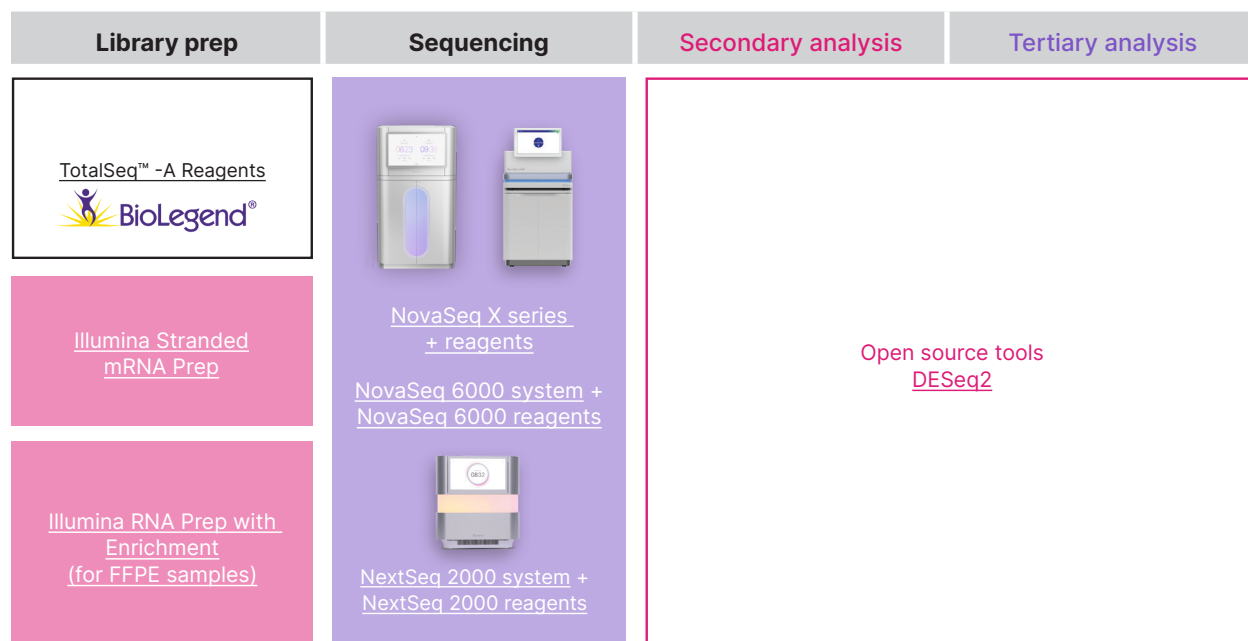 Library prep
Sequencing
Secondary analysis
Tertiary analysis
TotalSeq™ -A Reagents
BioLegend®
Illumina Stranded
mRNA Prep
Illumina RNA Prep with
Enrichment
(for FFPE samples)
NovaSeq X series
+ reagents
NovaSeq 6000 system +
NovaSeq 6000 reagents
NextSeq 2000 system +
NextSeq 2000 reagents
Open source tools
DESeq2